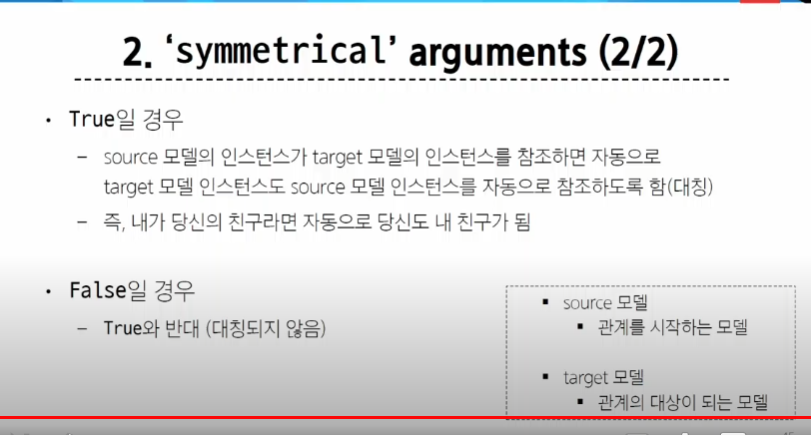 2. ‘symmetrical’ arguments (2/2)
• True일 경우
– source 모델의 인스턴스가 target 모델의 인스턴스를 참조하면 자동으로
target 모델 인스턴스도 source 모델 인스턴스를 자동으로 참조하도록 함(대칭)
– 즉, 내가 당신의 친구라면 자동으로 당신도 내 친구가 됨
• False일 경우
– True와 반대 (대칭되지 않음)
▪ source 모델
▪ 관계를 시작하는 모델
▪ target 모델
▪ 관계의 대상이 되는 모델